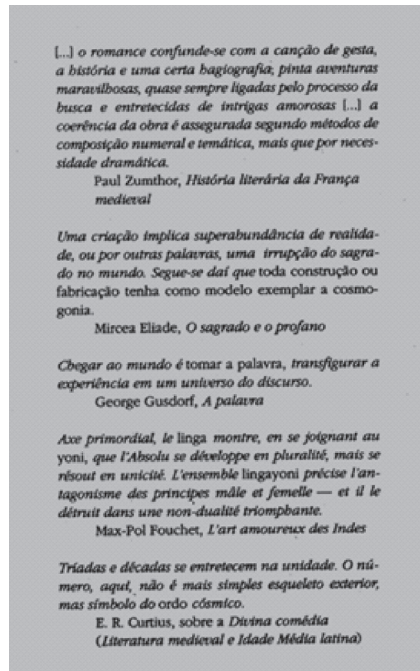 [...] o romance confunde-se com a canção de gesta,
a história e uma certa hagiografia; pinta aventuras
maravilhosas, quase sempre ligadas pelo processo da
busca e entretecidas de intrigas amorosas [...] a
coerência da obra é assegurada segundo métodos de
composição numeral e temática, mais que por neces-
sidade dramática.
Paul Zumthor, História literária da França
medieval
Uma criação implica superabundância de realida-
de, ou por outras palavras, uma irrupção do sagra-
do no mundo. Segue-se daí que toda construção ou
fabricação tenha como modelo exemplar a cosmo-
gonia.
Mircea Eliade, O sagrado e o profano
Chegar ao mundo é tomar a palavra, transfigurar a
experiência em um universo do discurso.
George Gusdorf, A palavra
Axe primordial, le linga montre, en se joignant au
yoni, que l'Absolu se développe en pluralité, mais se
résout en unicité. L'ensemble lingayoni précise l'an-
tagonisme des principes mâle et femelle — et il le
détruit dans une non-dualité triomphante.
Max-Pol Fouchet, L'art amoureux des Indes
Tríadas e décadas se entretecem na unidade. O nú-
mero, aqui, não é mais simples esqueleto exterior,
mas símbolo do ordo cósmico.
E. R. Curtius, sobre a Divina comédia
(Literatura medieval e Idade Média latina)